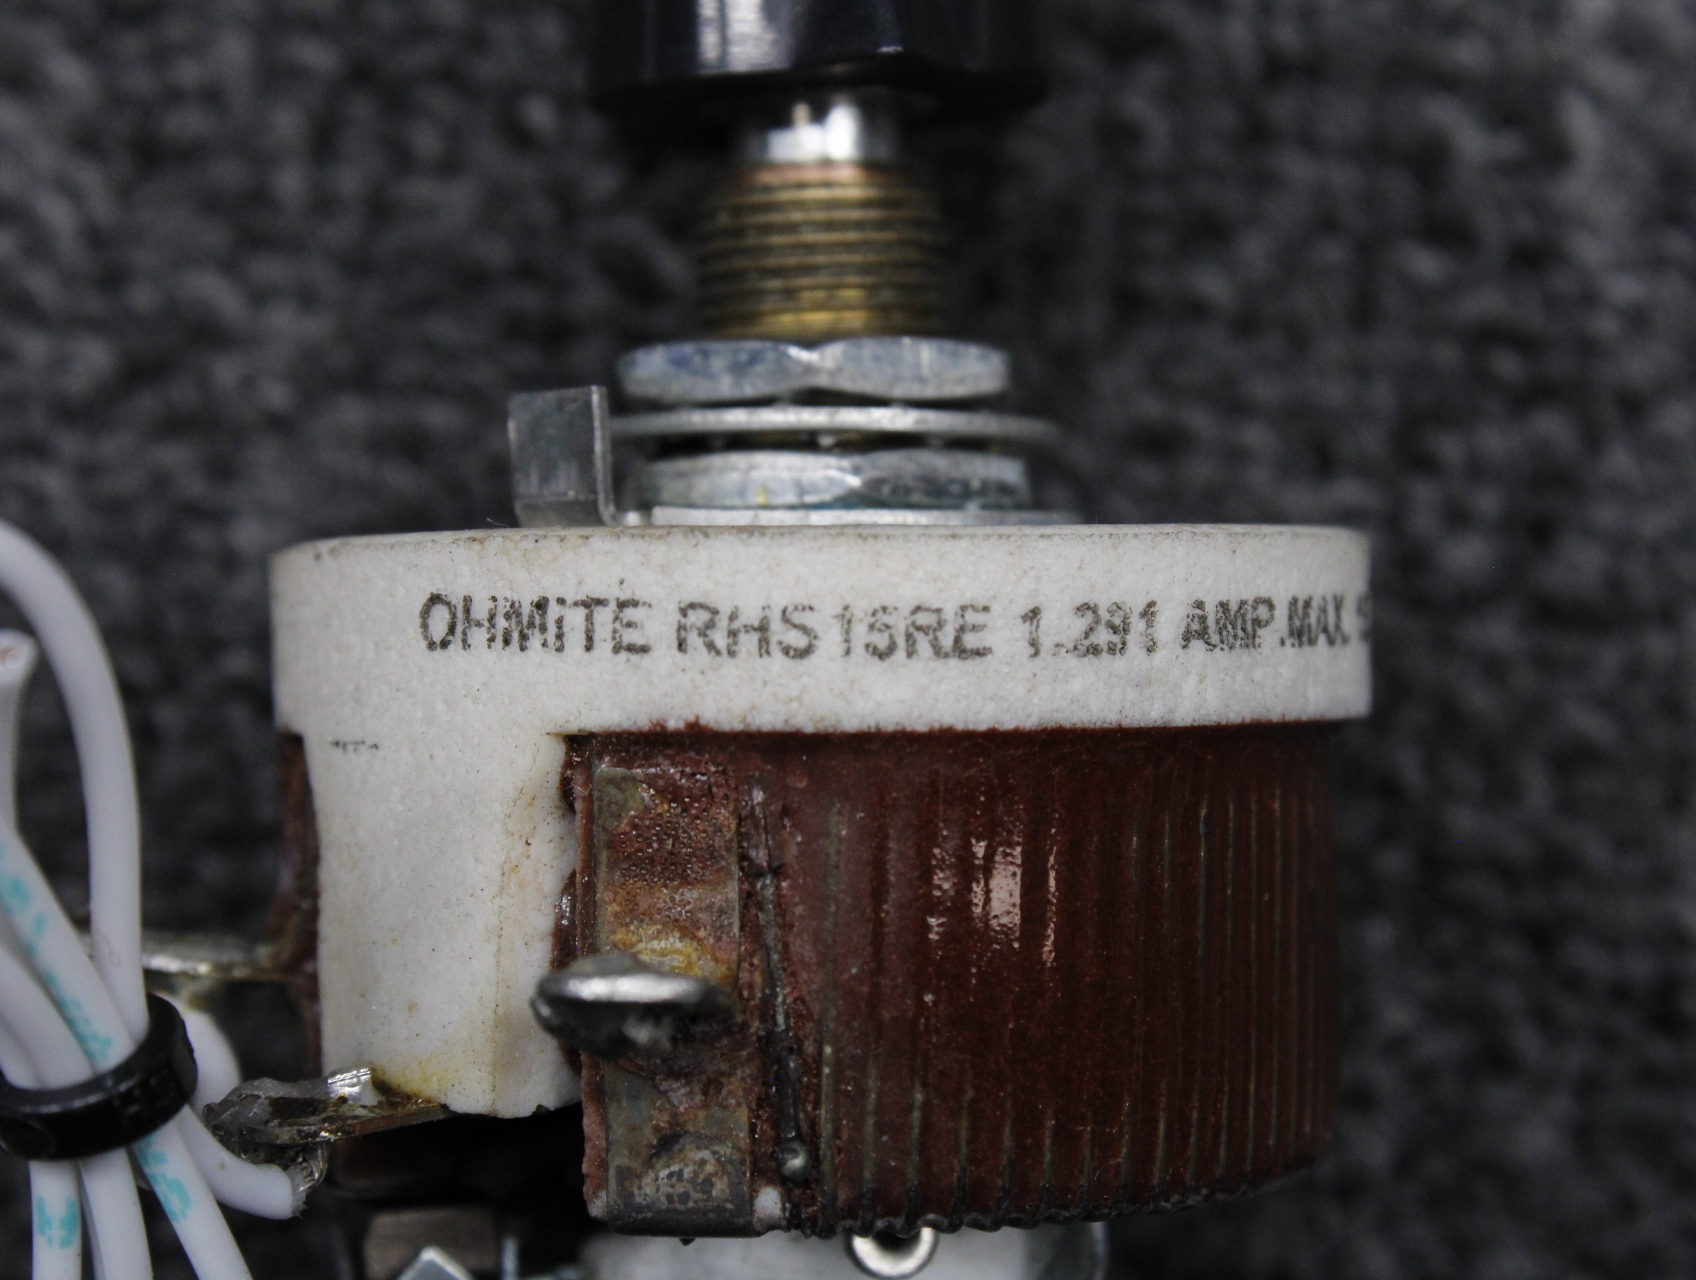 OHMiTE RHS15RE 1.291 AMP.MAX.